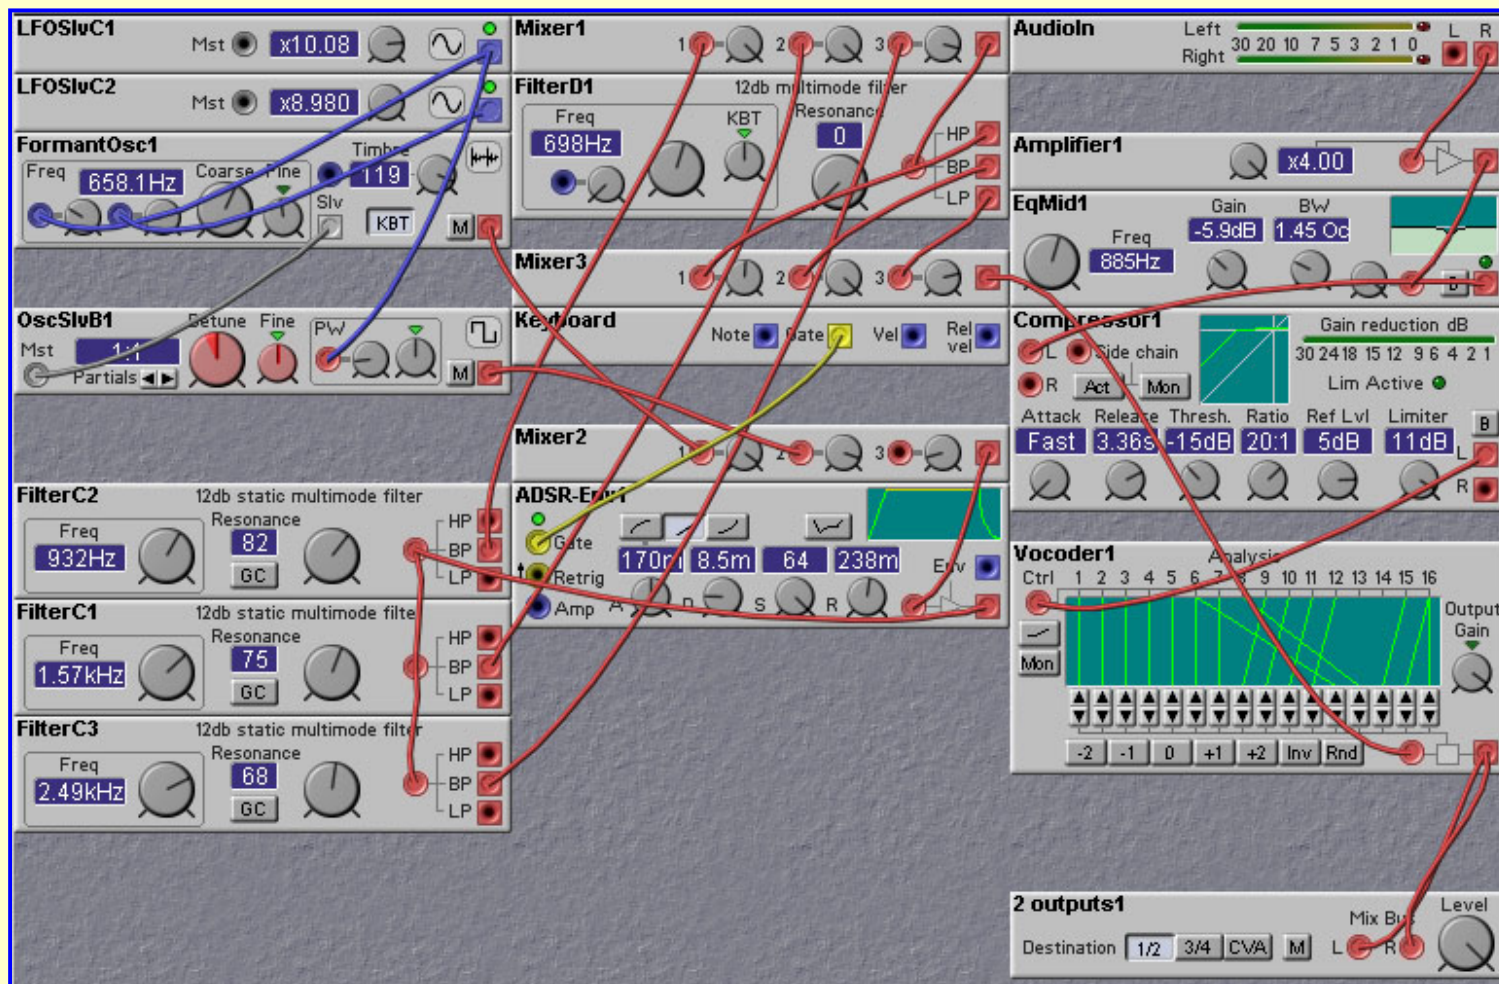 LFOSlvC1
Mst x10.08
LFOSlvC2
Mst x8.980
FormantOsc1
Timbre
Freq 658.1Hz Coarse Fine 119
Slv
KBT M
OscSlvB1 Detune Fine PW
Mst 1:1
Partials M
FilterC2 12db static multimode filter
Freq Resonance HP
932Hz 82 BP
GC LP
FilterC1 12db static multimode filter
Freq Resonance HP
1.57kHz 75 BP
GC LP
FilterC3 12db static multimode filter
Freq Resonance HP
2.49kHz 68 BP
GC LP
Mixer1 1 2 3
FilterD1 12db multimode filter
Freq KBT Resonance
698Hz 0 HP
BP
LP
Mixer3
1 2 3
Keyboard Note Gate Vel Rel vel
Mixer2
1 2 3
ADSR-Env1
Gate
170m 8.5m 64 238m Env
Retrig
Amp A D S R
AudioIn Left L R
30 20 10 7 5 3 2 1 0
Right
Amplifier1 x4.00
EqMid1 Gain BW
Freq -5.9dB 1.45 Oc
885Hz B
Compressor1 Gain reduction dB
L Side chain 30 24 18 15 12 9 6 4 2 1
R Act Mon Lim Active
Attack Release Thresh. Ratio Ref Lvl Limiter B
Fast 3.36s -15dB 20:1 5dB 11dB L
R
Vocoder1 Analysis
Ctrl 1 2 3 4 5 6 7 8 9 10 11 12 13 14 15 16
Output Gain
Mon
-2 -1 0 +1 +2 Inv Rnd
2 outputs1 Level
Mix Bus
Destination 1/2 3/4 CVA M L R